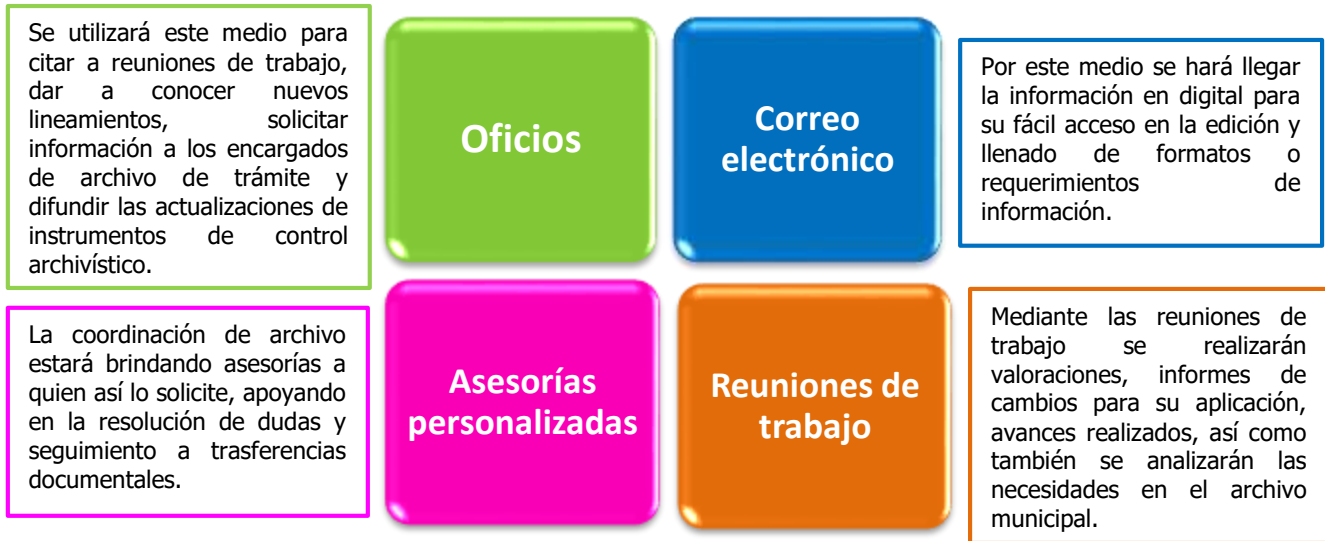 Se utilizará este medio para
citar a reuniones de trabajo,
dar a conocer nuevos
lineamientos, solicitar
información a los encargados
de archivo de trámite y
difundir las actualizaciones de
instrumentos de control
archivístico.
Oficios
Correo
electrónico
Por este medio se hará llegar
la información en digital para
su fácil acceso en la edición y
llenado de formatos o
requerimientos de
información.
La coordinación de archivo
estará brindando asesorías a
quien así lo solicite, apoyando
en la resolución de dudas y
seguimiento a trasferencias
documentales.
Asesorías
personalizadas
Reuniones de
trabajo
Mediante las reuniones de
trabajo se realizarán
valoraciones, informes de
cambios para su aplicación,
avances realizados, así como
también se analizarán las
necesidades en el archivo
municipal.